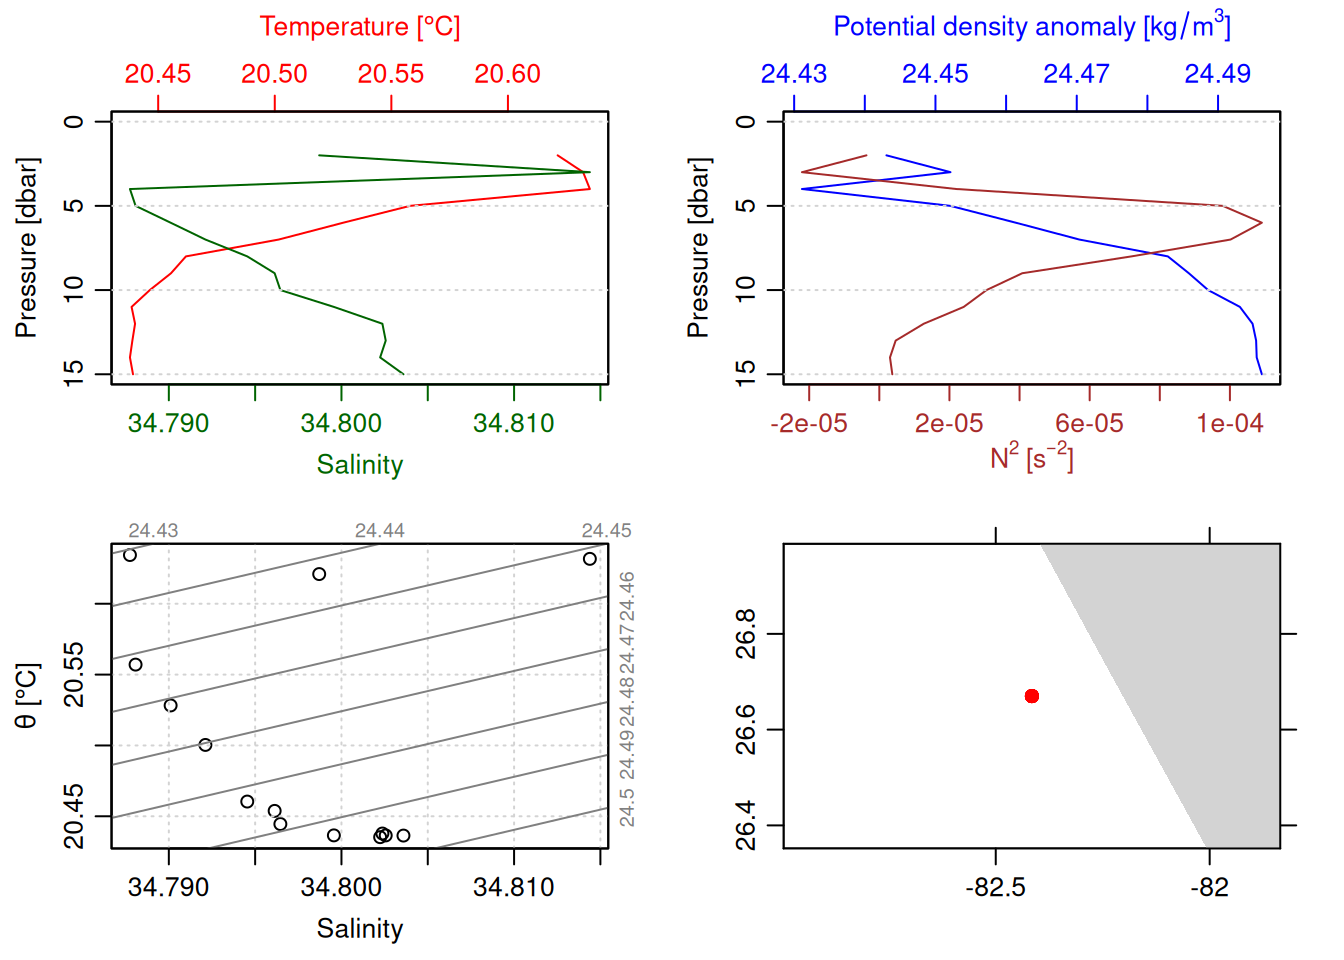 Temperature [°C]
20.45 20.50 20.55 20.60
Pressure [dbar]
0 5 10 15
34.790 34.800 34.810
Salinity
Potential density anomaly [kg/m³]
24.43 24.45 24.47 24.49
Pressure [dbar]
0 5 10 15
-2e-05 2e-05 6e-05 1e-04
N² [s⁻²]
24.43 24.44 24.45
24.46
24.47
24.48
24.49
24.5
θ [°C]
20.55
20.45
34.790 34.800 34.810
Salinity
26.8
26.6
26.4
-82.5 -82